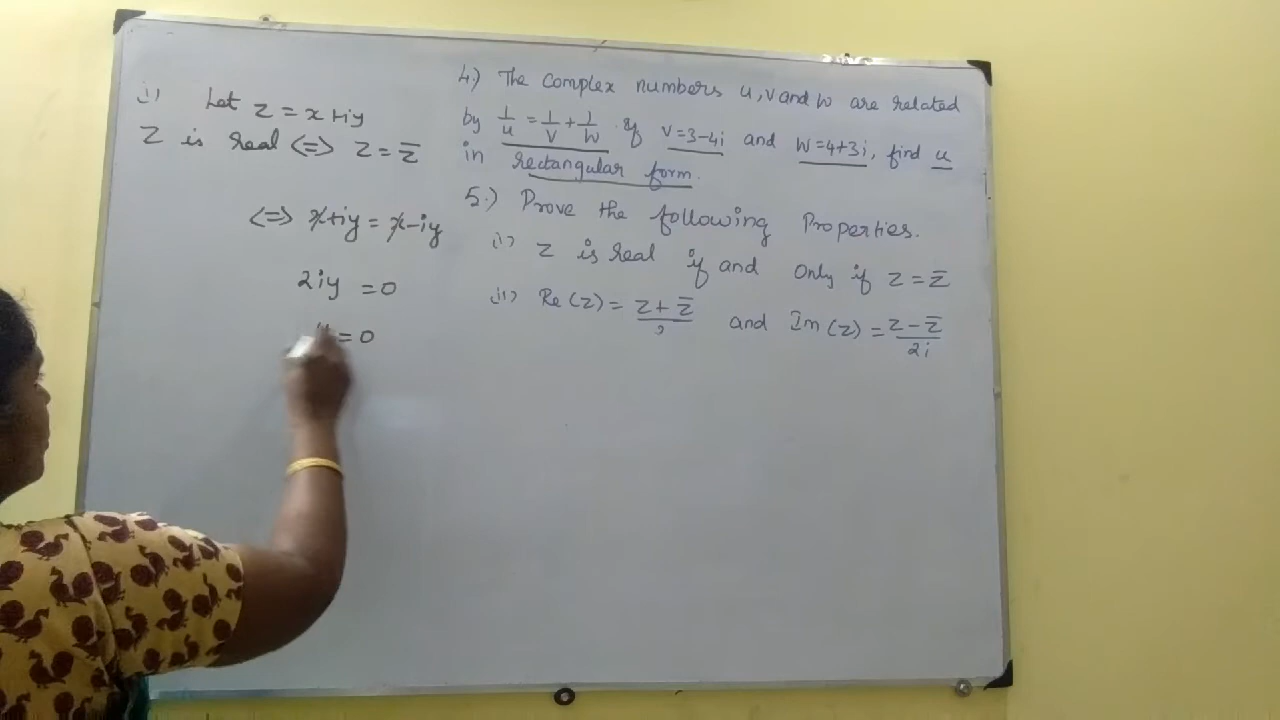 i) Let z = x+iy
Z is real <=> z = z̅
<=> x+iy = x-iy
2iy = 0
y = 0
4.) The complex numbers u, v and w are related
by 1/u = 1/v + 1/w. If v=3-4i and w=4+3i, find u
in rectangular form.
5.) Prove the following Properties.
(i) z is real if and only if z = z̅
(ii) Re(z) = (z + z̅)/2 and Im(z) = (z - z̅)/2i